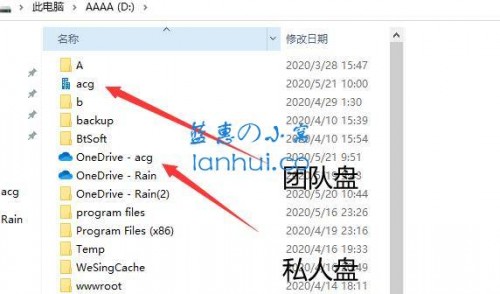 此电脑 > AAAA (D:) >
名称 修改日期
A 2020/3/28 15:47
acg 2020/5/21 10:00
b 2020/4/29 1:30
backup 2020/4/10 15:39
BtSoft 2020/4/10 15:54
OneDrive - acg 2020/5/21 9:51
OneDrive - Rain
OneDrive - Rain(2) 2020/5/20 10:44
program files 2020/5/16 23:26
Program Files (x86) 2020/4/19 23:16
Temp 2020/4/16 19:33
WeSingCache
wwwroot 2020/4/14 18:11
acg
Rain
蓝惠の小窝
lanhui.co
团队盘
私人盘